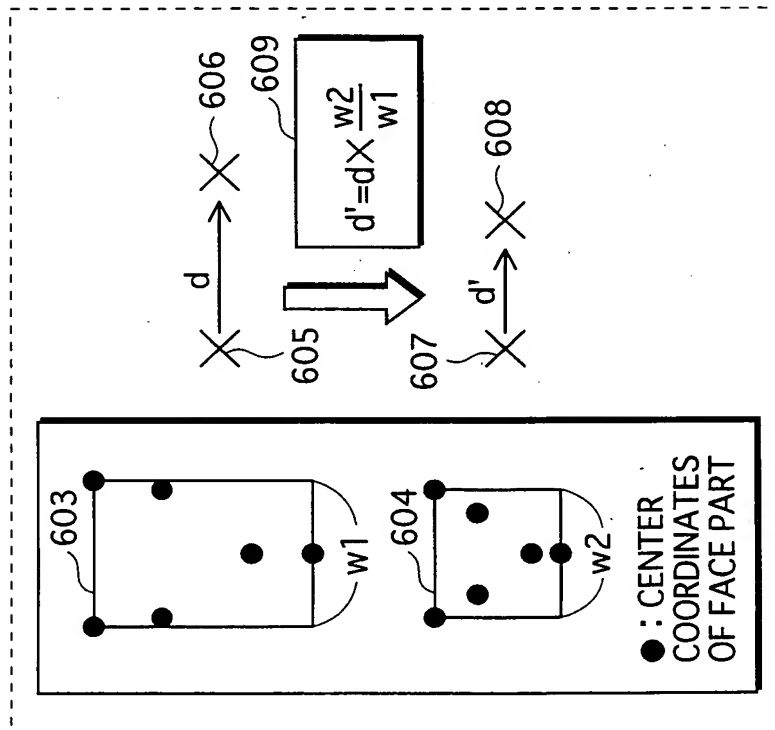 603
w1
604
w2
● : CENTER
COORDINATES
OF FACE PART
605
d
606
609
d'=d×w2/w1
607
d'
608